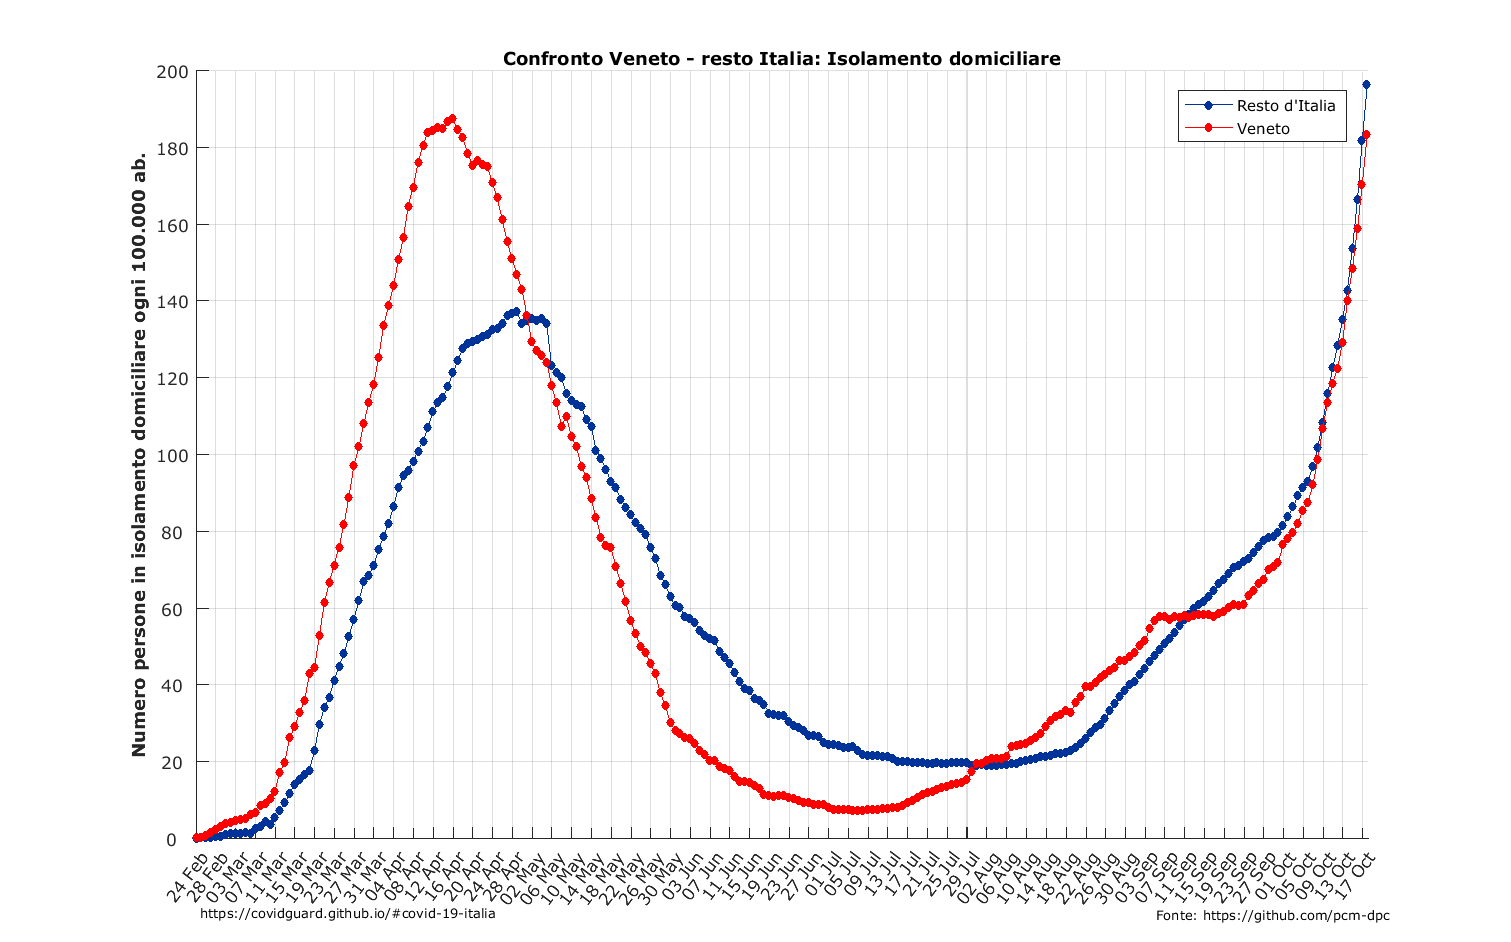 Confronto Veneto - resto Italia: Isolamento domiciliare
Resto d'Italia
Veneto
Numero persone in isolamento domiciliare ogni 100.000 ab.
200
180
160
140
120
100
80
60
40
20
0
24 Feb
28 Feb
03 Mar
07 Mar
11 Mar
15 Mar
19 Mar
23 Mar
27 Mar
31 Mar
04 Apr
08 Apr
12 Apr
16 Apr
20 Apr
24 Apr
28 Apr
02 May
06 May
10 May
14 May
18 May
22 May
26 May
30 May
03 Jun
07 Jun
11 Jun
15 Jun
19 Jun
23 Jun
27 Jun
01 Jul
05 Jul
09 Jul
13 Jul
17 Jul
21 Jul
25 Jul
29 Jul
02 Aug
06 Aug
10 Aug
14 Aug
18 Aug
22 Aug
26 Aug
30 Aug
03 Sep
07 Sep
11 Sep
15 Sep
19 Sep
23 Sep
27 Sep
01 Oct
05 Oct
09 Oct
13 Oct
17 Oct
https://covidguard.github.io/#covid-19-italia
Fonte: https://github.com/pcm-dpc